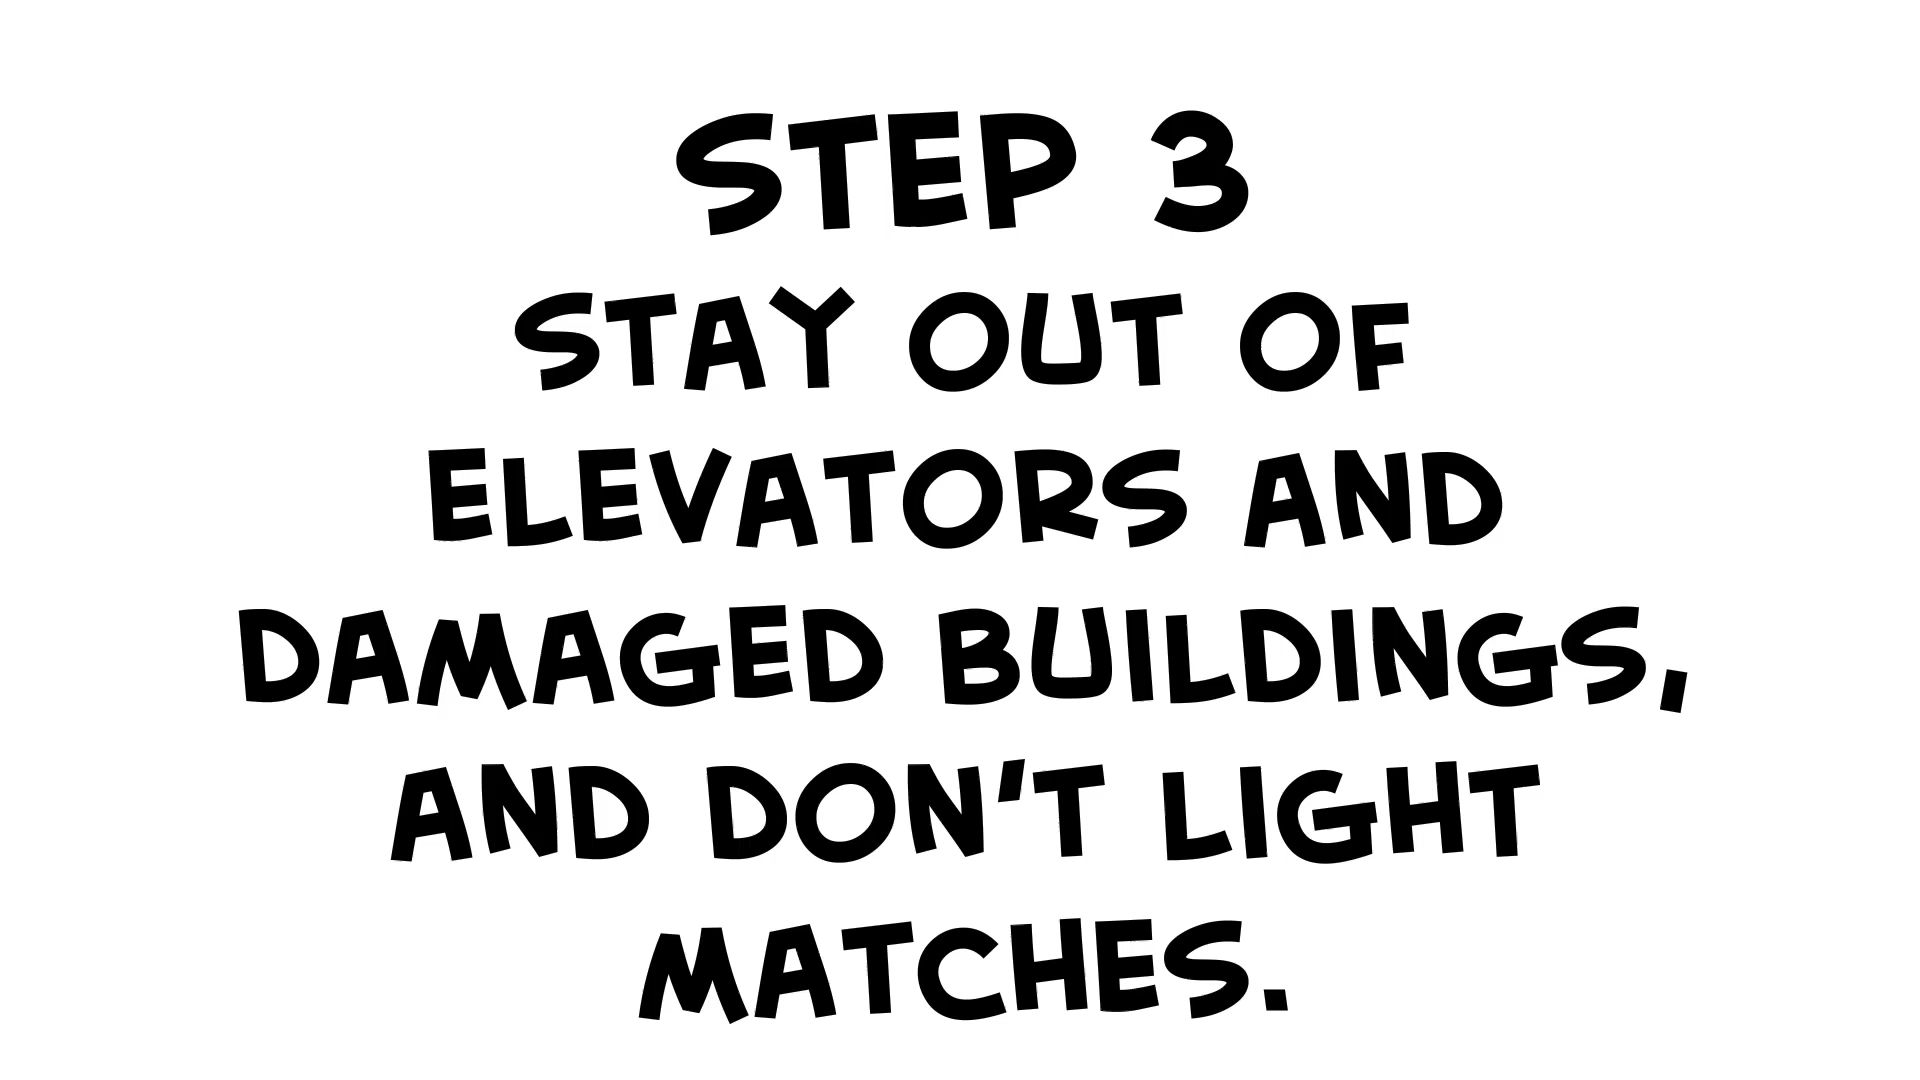 STEP 3
STAY OUT OF
ELEVATORS AND
DAMAGED BUILDINGS,
AND DON'T LIGHT
MATCHES.